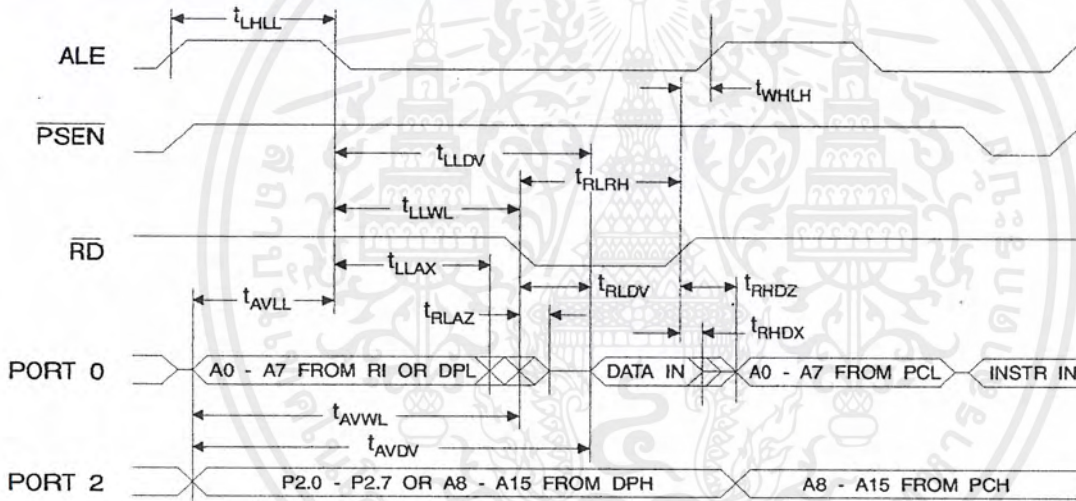 tLHLL
ALE
tWHLH
PSEN
tLLDV
tRLRH
tLLWL
RD
tLLAX
tAVLL
tRLDV
tRHDZ
tRLAZ
tRHDX
PORT 0
A0 - A7 FROM RI OR DPL
DATA IN
A0 - A7 FROM PCL
INSTR IN
tAVWL
tAVDV
PORT 2
P2.0 - P2.7 OR A8 - A15 FROM DPH
A8 - A15 FROM PCH